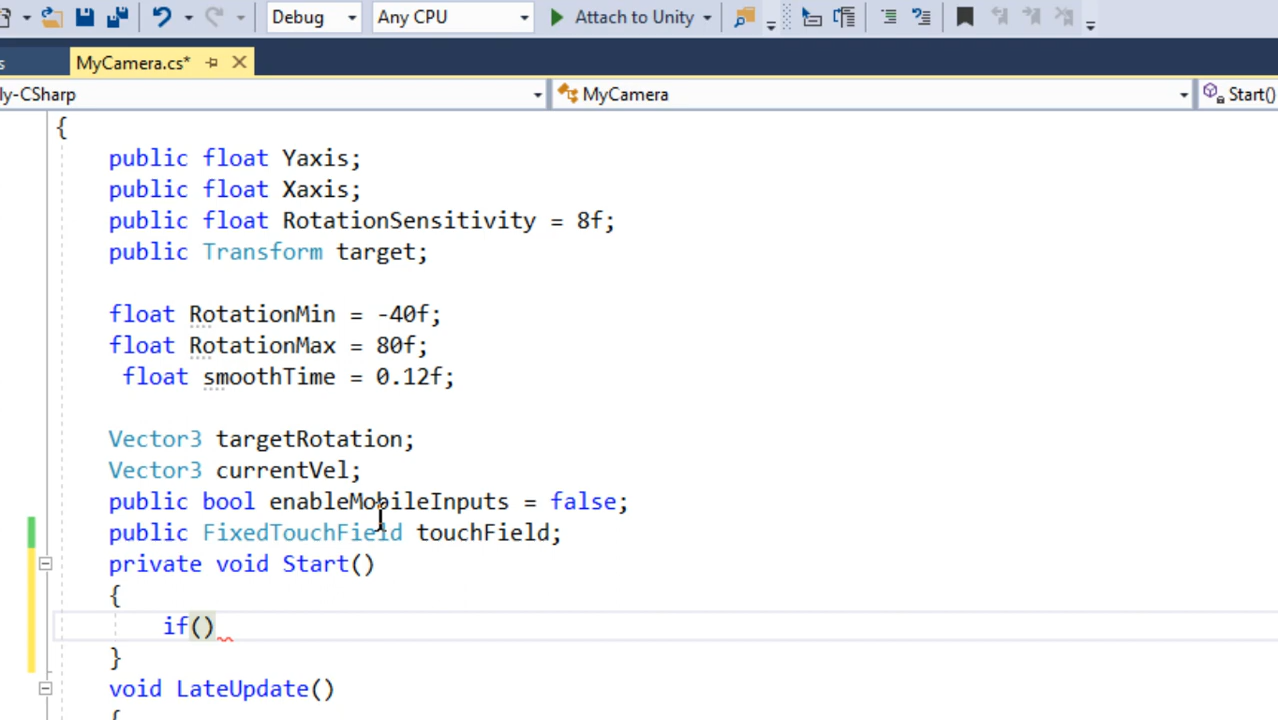 Debug Any CPU Attach to Unity
s MyCamera.cs*
ly-CSharp MyCamera Start()
{
public float Yaxis;
public float Xaxis;
public float RotationSensitivity = 8f;
public Transform target;
float RotationMin = -40f;
float RotationMax = 80f;
float smoothTime = 0.12f;
Vector3 targetRotation;
Vector3 currentVel;
public bool enableMobileInputs = false;
public FixedTouchField touchField;
private void Start()
{
if()
}
void LateUpdate()
{